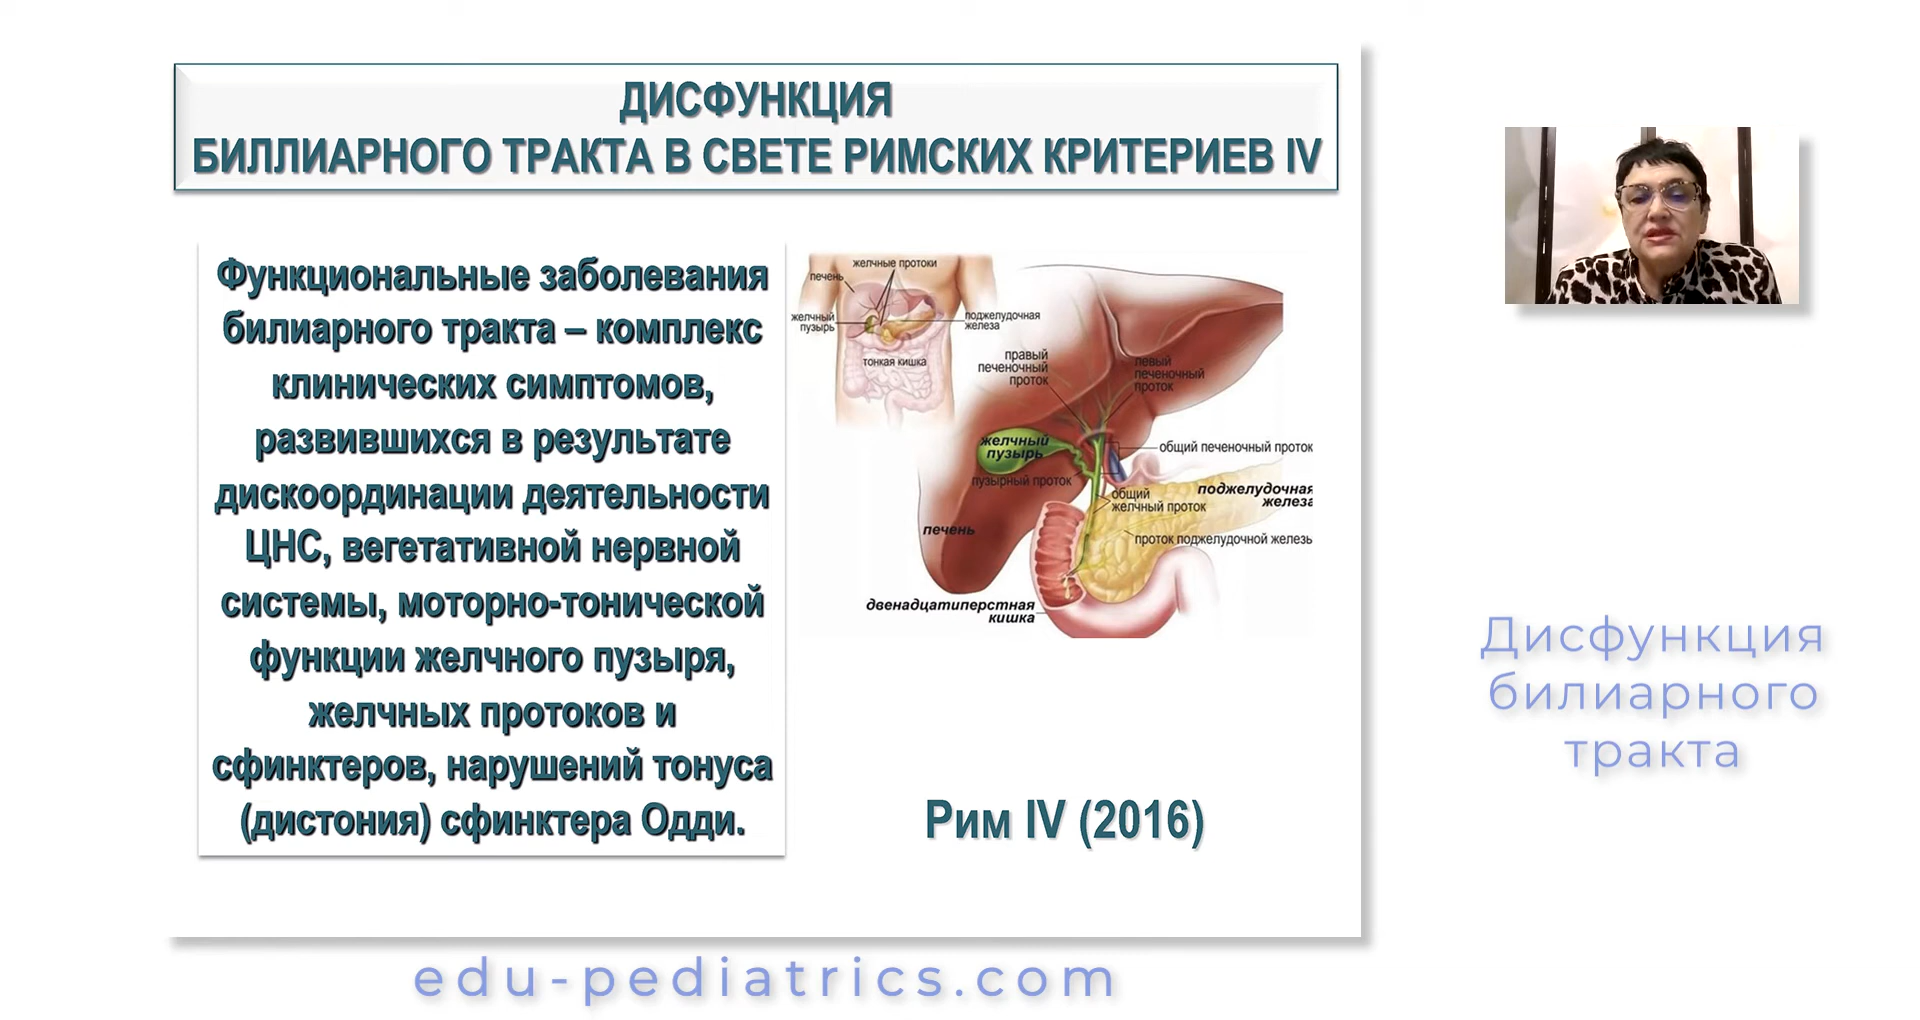 ДИСФУНКЦИЯ
БИЛЛИАРНОГО ТРАКТА В СВЕТЕ РИМСКИХ КРИТЕРИЕВ IV
Функциональные заболевания
билиарного тракта – комплекс
клинических симптомов,
развившихся в результате
дискоординации деятельности
ЦНС, вегетативной нервной
системы, моторно-тонической
функции желчного пузыря,
желчных протоков и
сфинктеров, нарушений тонуса
(дистония) сфинктера Одди.
желчные протоки
печень
желчный
пузырь
поджелудочная
железа
тонкая кишка
правый
печеночный
проток
левый
печеночный
проток
желчный
пузырь
пузырный проток
общий печеночный проток
общий
желчный проток
поджелудочная
железа
печень
проток поджелудочной железы
двенадцатиперстная
кишка
Рим IV (2016)
Дисфункция
билиарного
тракта
edu-pediatrics.com